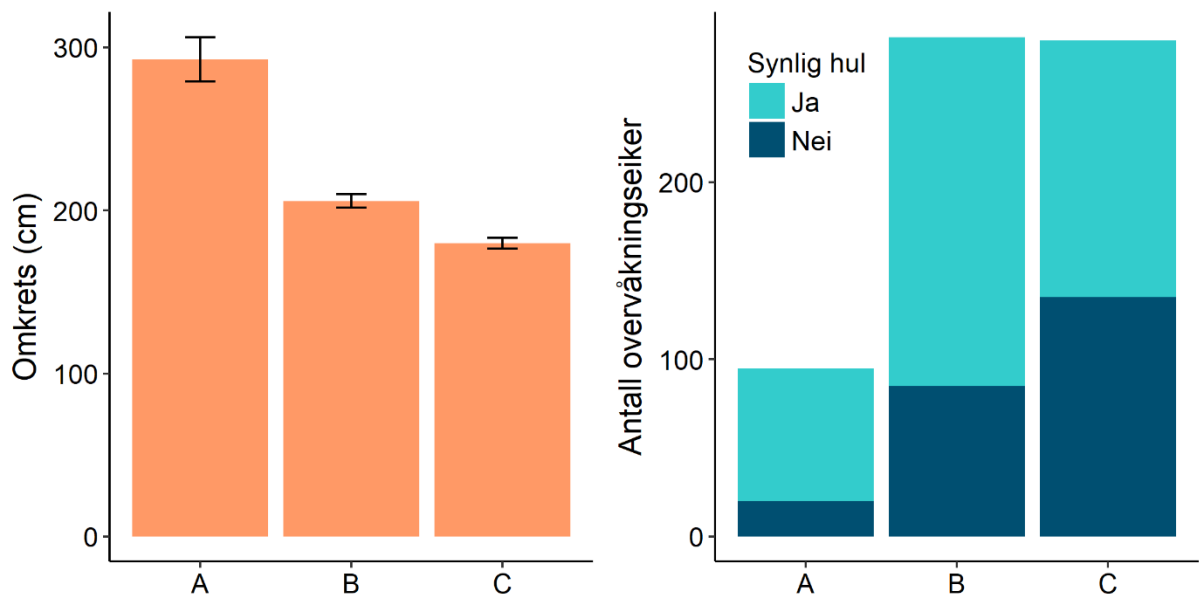 Omkrets (cm)
300
200
100
0
A B C
Antall overvåkningseiker
200
100
0
Synlig hul
Ja
Nei
A B C